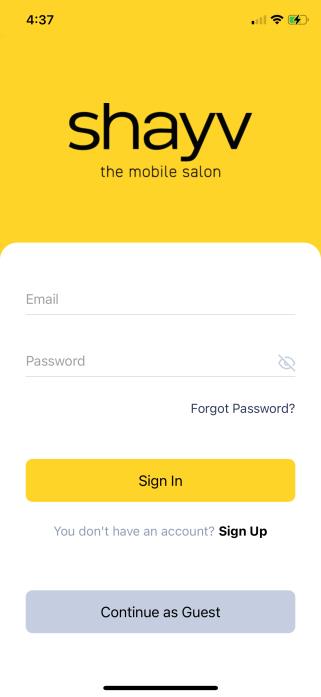 4:37
shayv
the mobile salon
Email
Password
Forgot Password?
Sign In
You don't have an account? Sign Up
Continue as Guest